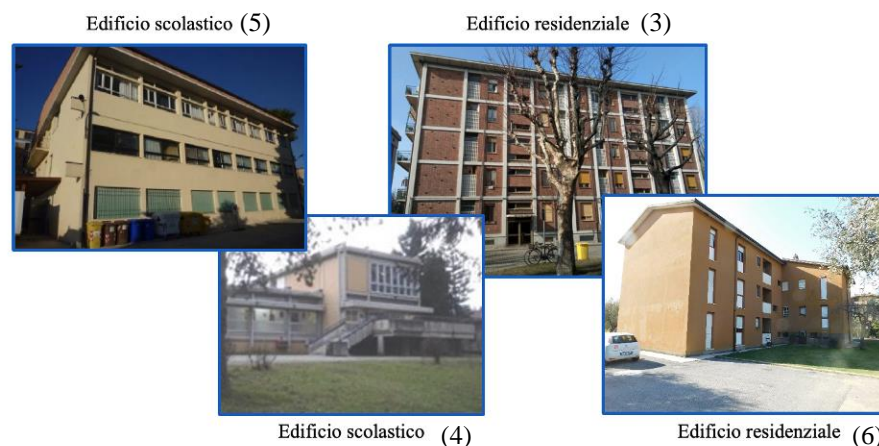 Edificio scolastico (5)
Edificio residenziale (3)
Edificio scolastico (4)
Edificio residenziale (6)